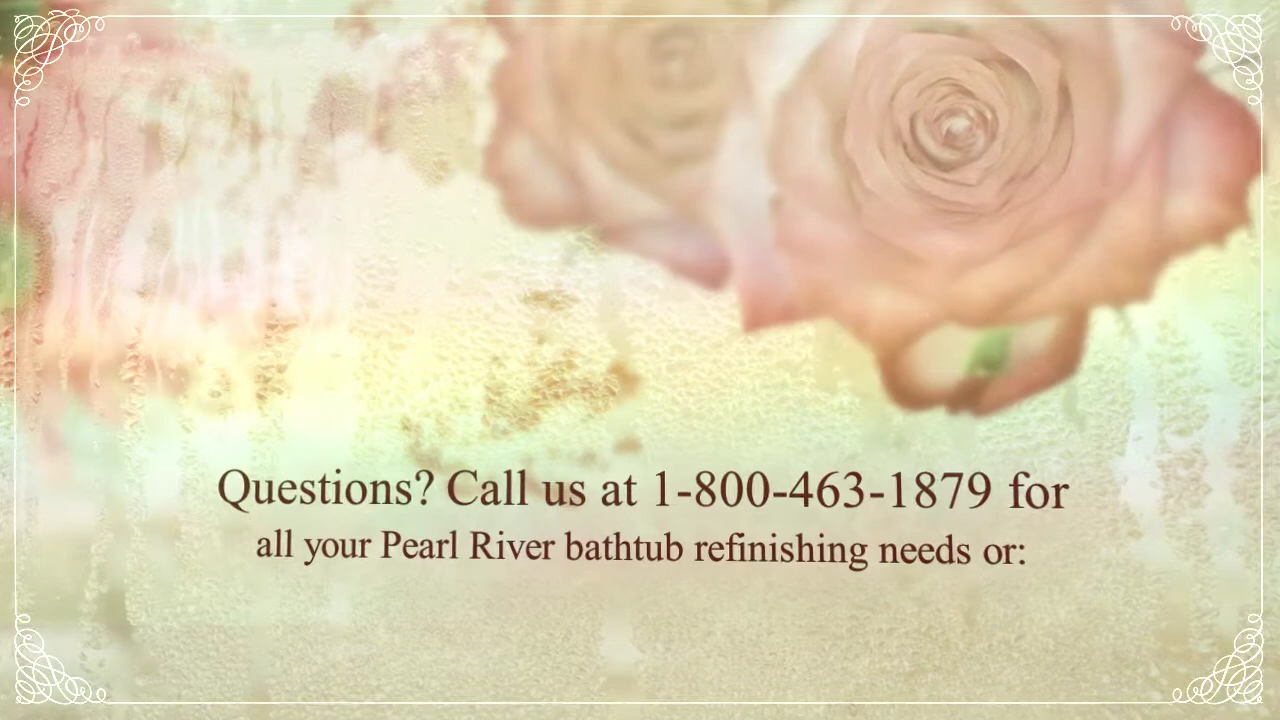 Questions? Call us at 1-800-463-1879 for
all your Pearl River bathtub refinishing needs or: